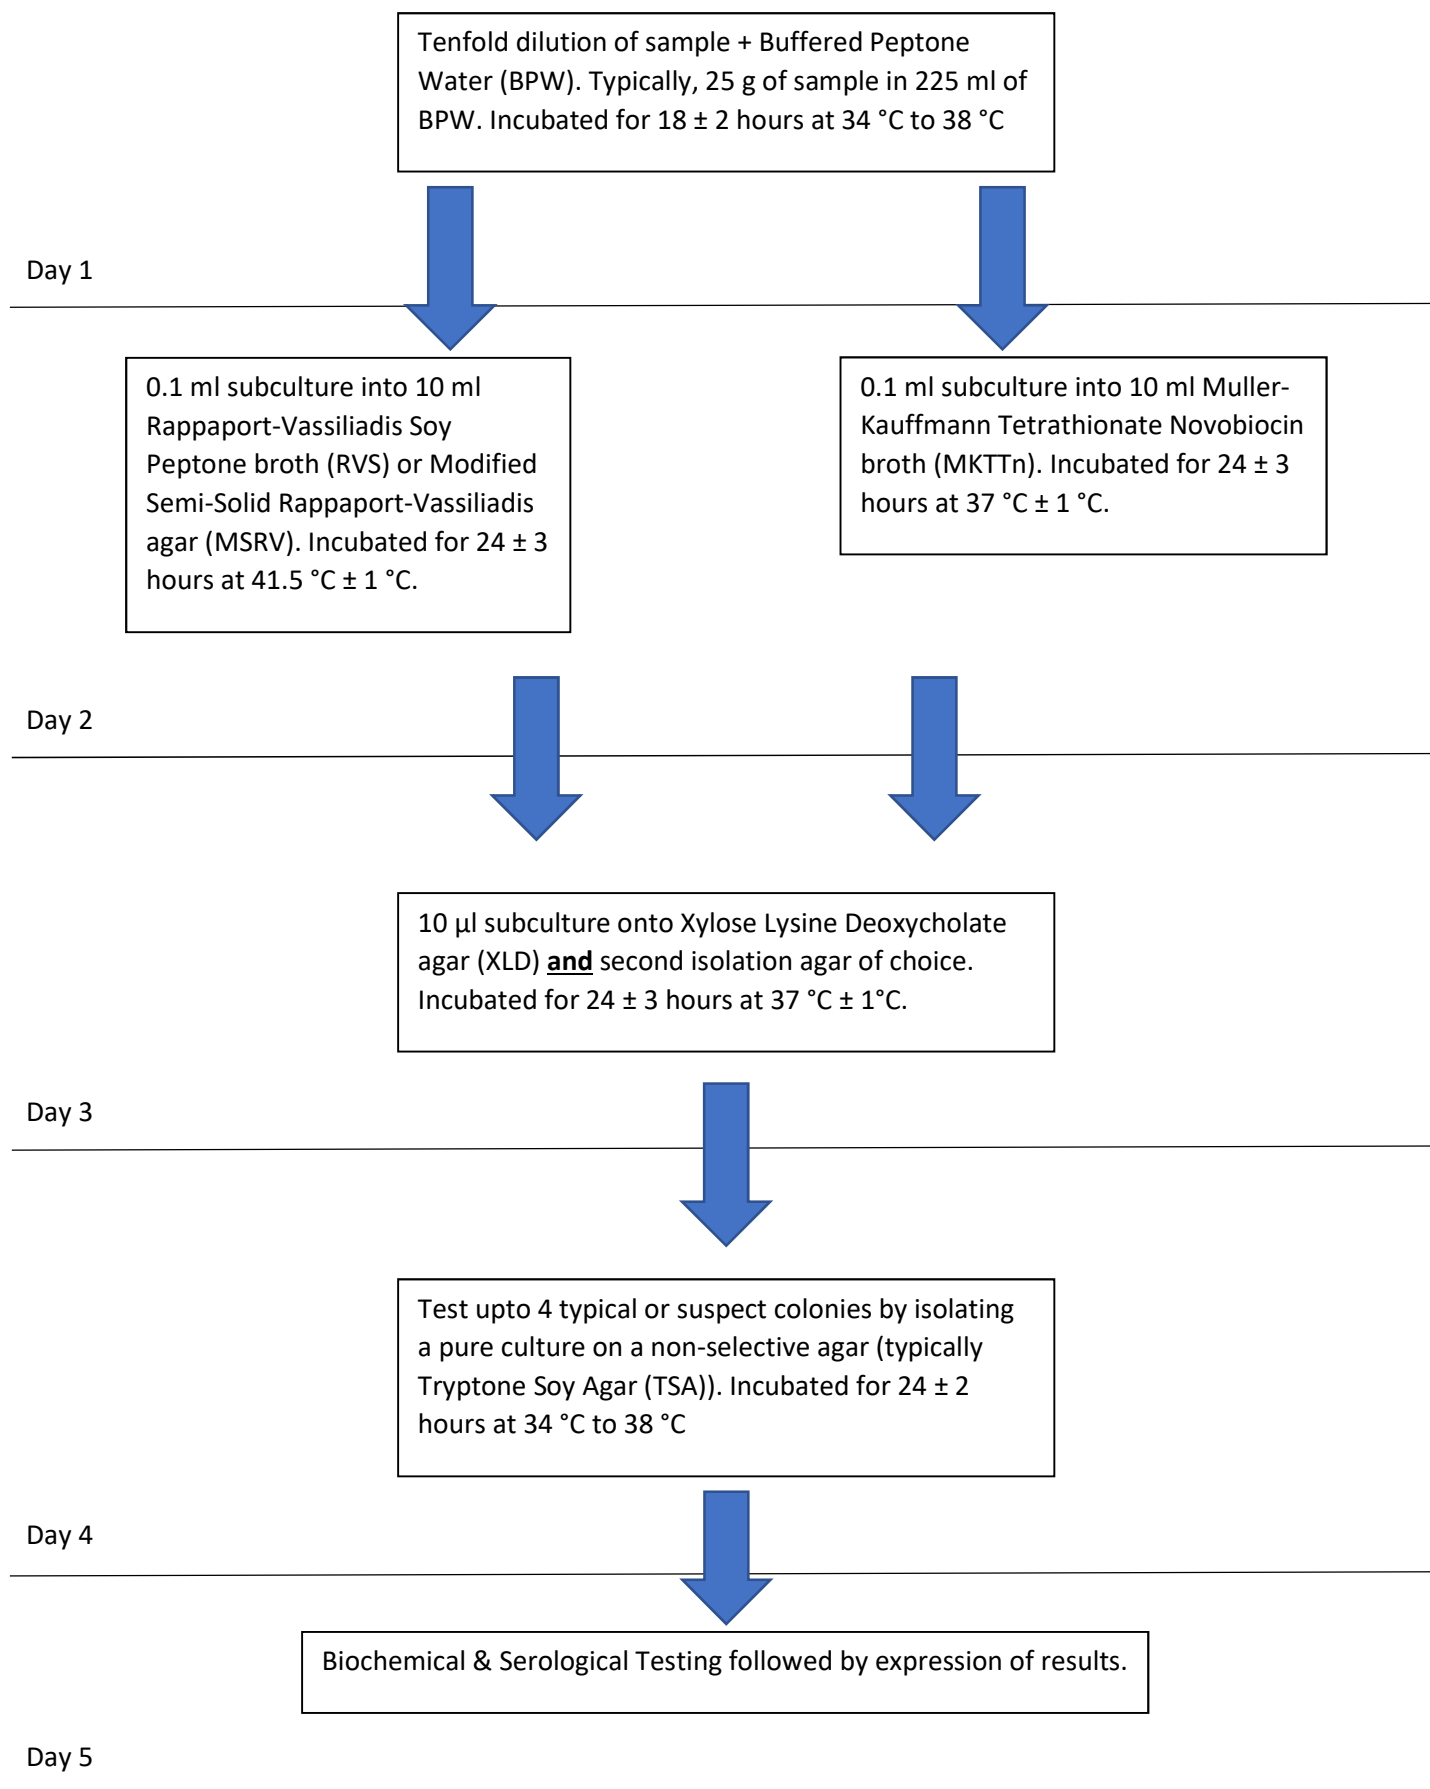 Tenfold dilution of sample + Buffered Peptone
Water (BPW). Typically, 25 g of sample in 225 ml of
BPW. Incubated for 18 ± 2 hours at 34 °C to 38 °C
Day 1
0.1 ml subculture into 10 ml
Rappaport-Vassiliadis Soy
Peptone broth (RVS) or Modified
Semi-Solid Rappaport-Vassiliadis
agar (MSRV). Incubated for 24 ± 3
hours at 41.5 °C ± 1 °C.
0.1 ml subculture into 10 ml Muller-
Kauffmann Tetrathionate Novobiocin
broth (MKTTn). Incubated for 24 ± 3
hours at 37 °C ± 1 °C.
Day 2
10 µl subculture onto Xylose Lysine Deoxycholate
agar (XLD) and second isolation agar of choice.
Incubated for 24 ± 3 hours at 37 °C ± 1°C.
Day 3
Test upto 4 typical or suspect colonies by isolating
a pure culture on a non-selective agar (typically
Tryptone Soy Agar (TSA)). Incubated for 24 ± 2
hours at 34 °C to 38 °C
Day 4
Biochemical & Serological Testing followed by expression of results.
Day 5